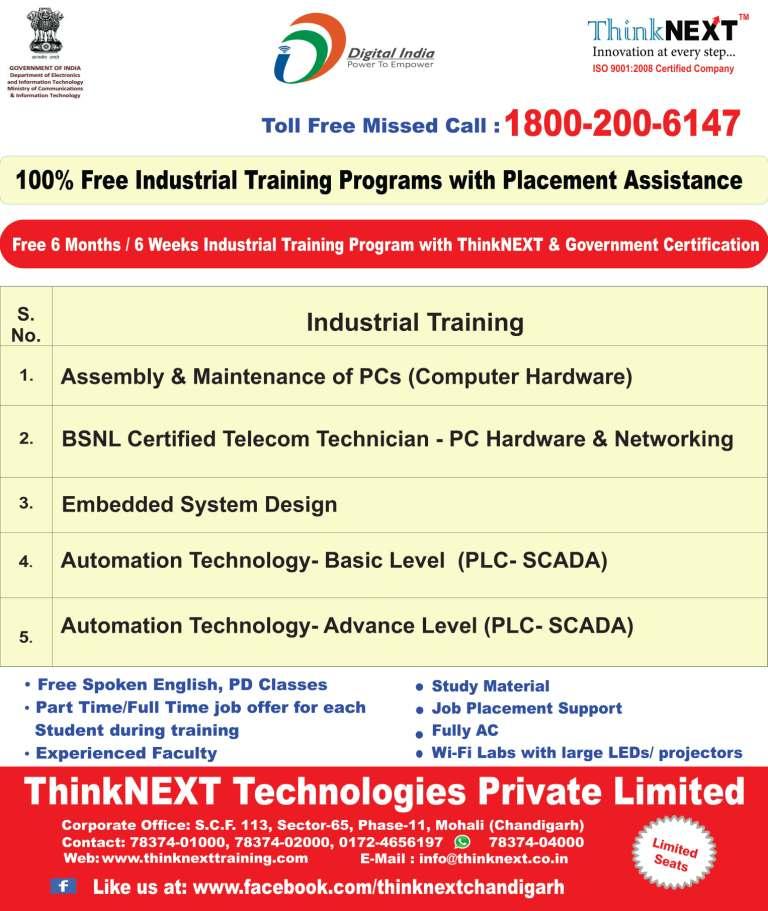 GOVERNMENT OF INDIA
Department of Electronics
and Information Technology
Ministry of Communications
& Information Technology
Digital India
Power To Empower
ThinkNEXT TM
Innovation at every step...
ISO 9001:2008 Certified Company
Toll Free Missed Call : 1800-200-6147
100% Free Industrial Training Programs with Placement Assistance
Free 6 Months / 6 Weeks Industrial Training Program with ThinkNEXT & Government Certification
S. No. Industrial Training
1. Assembly & Maintenance of PCs (Computer Hardware)
2. BSNL Certified Telecom Technician - PC Hardware & Networking
3. Embedded System Design
4. Automation Technology- Basic Level (PLC- SCADA)
5. Automation Technology- Advance Level (PLC- SCADA)
• Free Spoken English, PD Classes
• Part Time/Full Time job offer for each
Student during training
• Experienced Faculty
• Study Material
• Job Placement Support
• Fully AC
• Wi-Fi Labs with large LEDs/ projectors
ThinkNEXT Technologies Private Limited
Corporate Office: S.C.F. 113, Sector-65, Phase-11, Mohali (Chandigarh)
Contact: 78374-01000, 78374-02000, 0172-4656197 78374-04000
Web: www.thinknexttraining.com E-Mail : info@thinknext.co.in
f Like us at: www.facebook.com/thinknextchandigarh
Limited
Seats